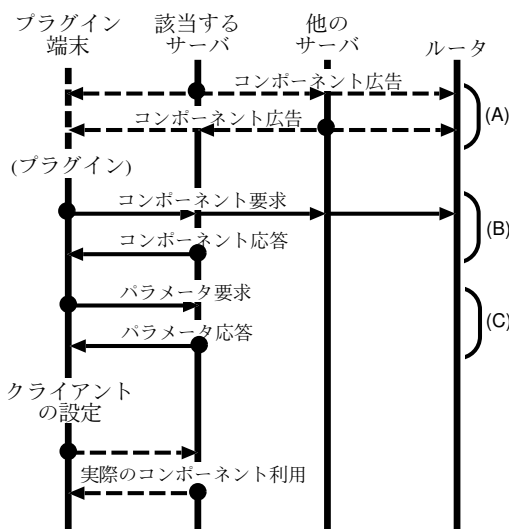 プラグイン
端末
該当する
サーバ
他の
サーバ
ルータ
コンポーネント広告
コンポーネント広告
(A)
(プラグイン)
コンポーネント要求
コンポーネント応答
(B)
パラメータ要求
パラメータ応答
(C)
クライアント
の設定
実際のコンポーネント利用